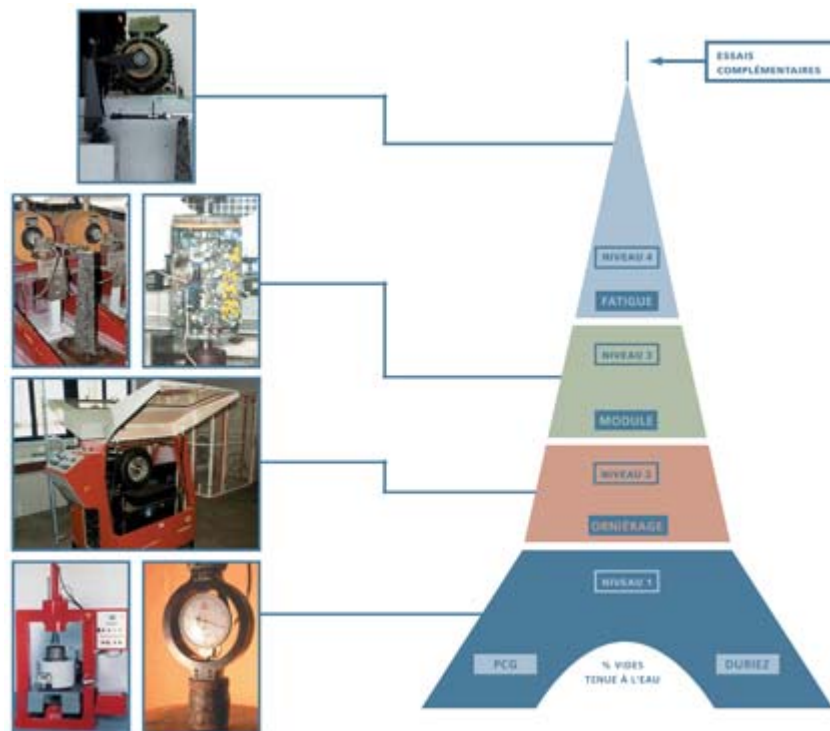 ESSAIS
COMPLÉMENTAIRES
NIVEAU 4
FATIGUE
NIVEAU 3
MODULE
NIVEAU 2
ORNIÉRAGE
NIVEAU 1
PCG
% VIDES
TENUE À L'EAU
DURIEZ